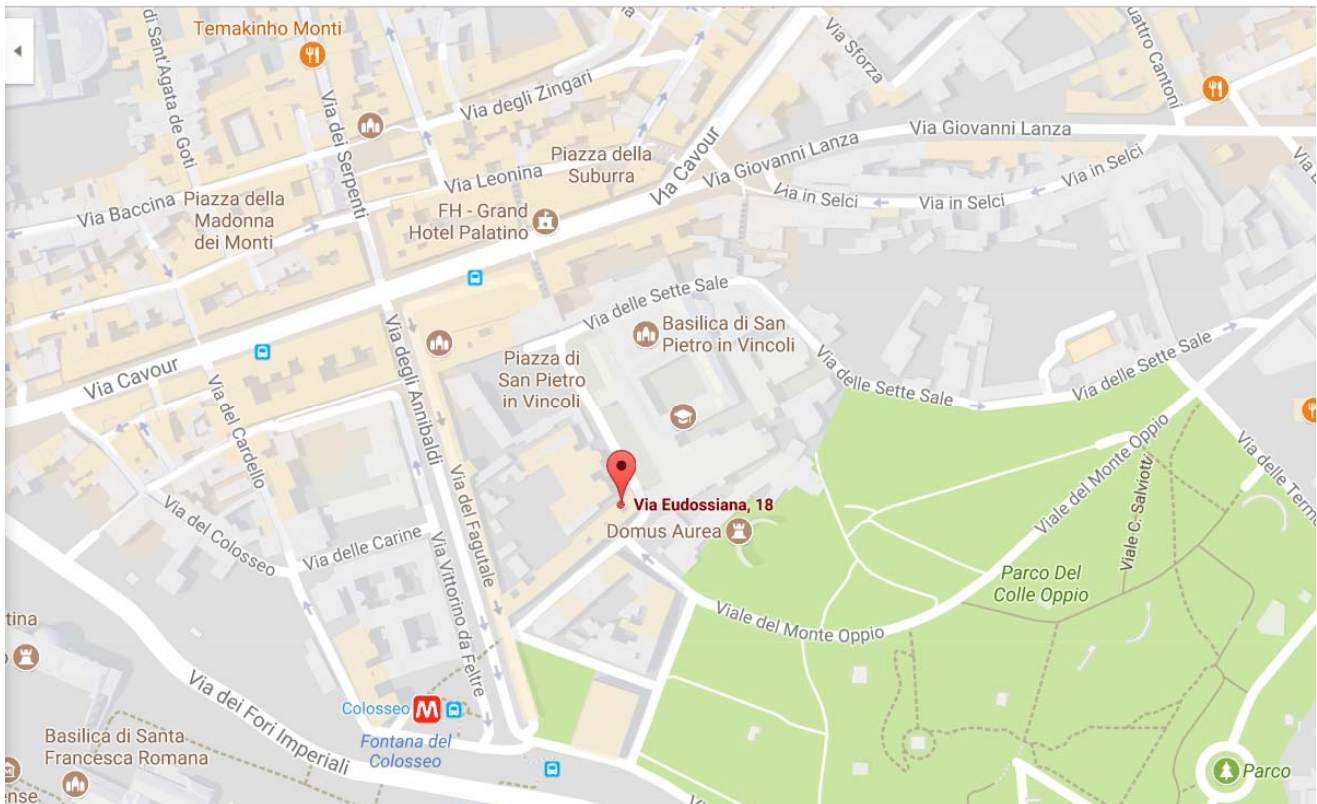 Temakinho Monti
Via Sforza
di Sant'Agata de Goti
Via dei Serpenti
Via degli Zingari
Via Cavour
Via Giovanni Lanza
Via Giovanni Lanza
Piazza della
Suburra
Via Leonina
Via in Selci
Via in Selci
Via in Selci
Via Baccina
Piazza della
Madonna
dei Monti
FH - Grand
Hotel Palatino
Via delle Sette Sale
Basilica di San
Pietro in Vincoli
Piazza di
San Pietro
in Vincoli
Via degli Annibaldi
Via Cavour
Via del Cardello
Via delle Sette Sale
Via delle Sette Sale
Viale del Monte Oppio
Viale C. Salviotti
Via del Fagutale
Via Eudossiana, 18
Domus Aurea
Via del Colosseo
Via delle Carine
Via Vittorino da Feltre
Parco Del
Colle Oppio
Viale del Monte Oppio
tina
Via dei Fori Imperiali
Colosseo M
Fontana del
Colosseo
Basilica di Santa
Francesca Romana
Parco
nse